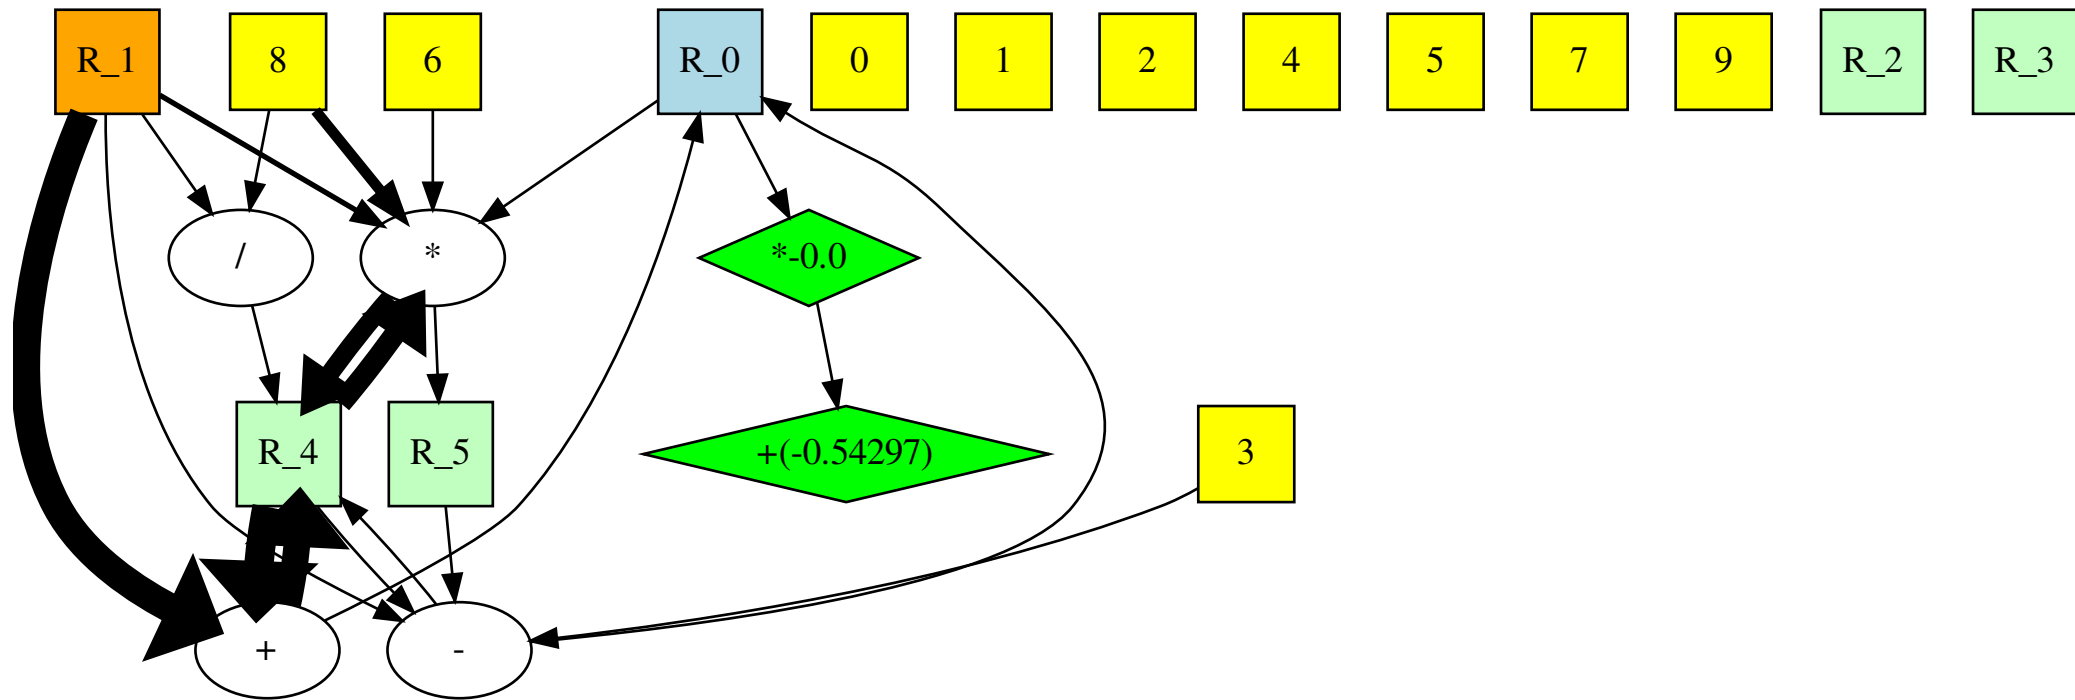 R_1 8 6 R_0 0 1 2 4 5 7 9 R_2 R_3
/ * *-0.0
R_4 R_5 +(-0.54297) 3
+ -